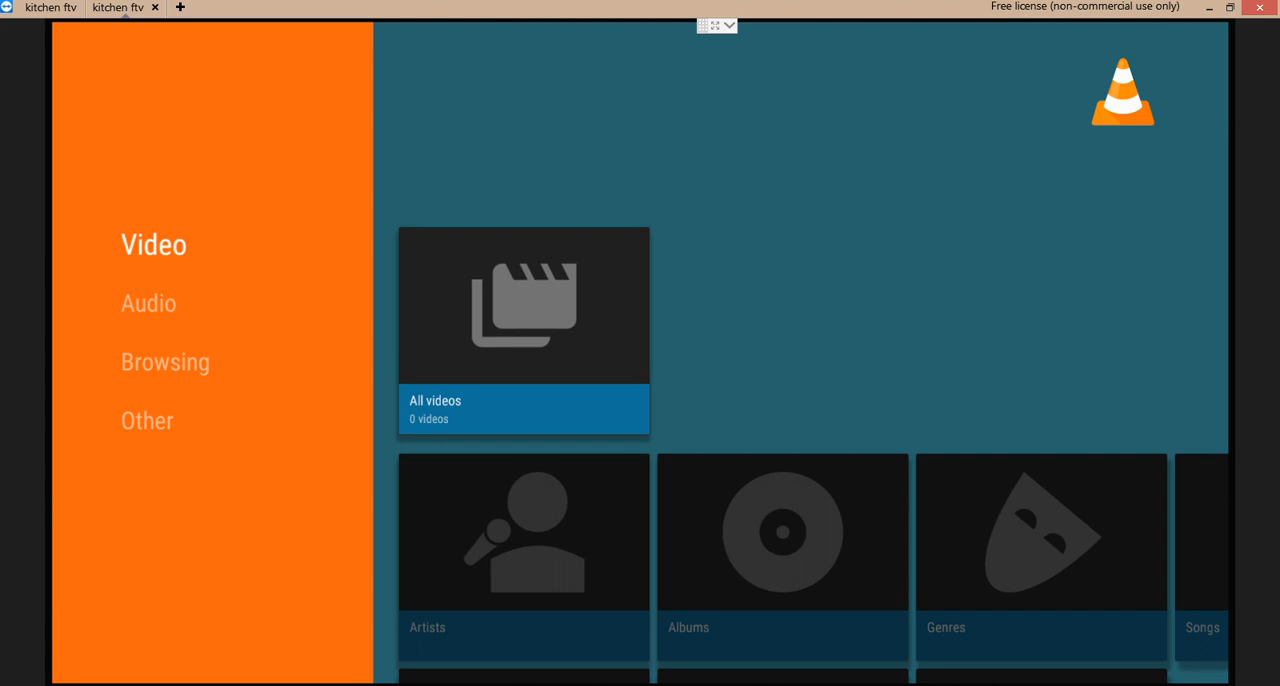 kitchen ftv
kitchen ftv
Free license (non-commercial use only)
Video
Audio
Browsing
Other
All videos
0 videos
Artists
Albums
Genres
Songs